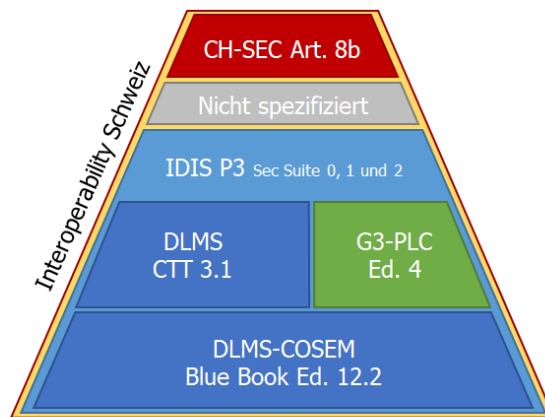 CH-SEC Art. 8b
Nicht spezifiziert
Interoperability Schweiz
IDIS P3 Sec Suite 0, 1 und 2
DLMS
CTT 3.1
G3-PLC
Ed. 4
DLMS-COSEM
Blue Book Ed. 12.2